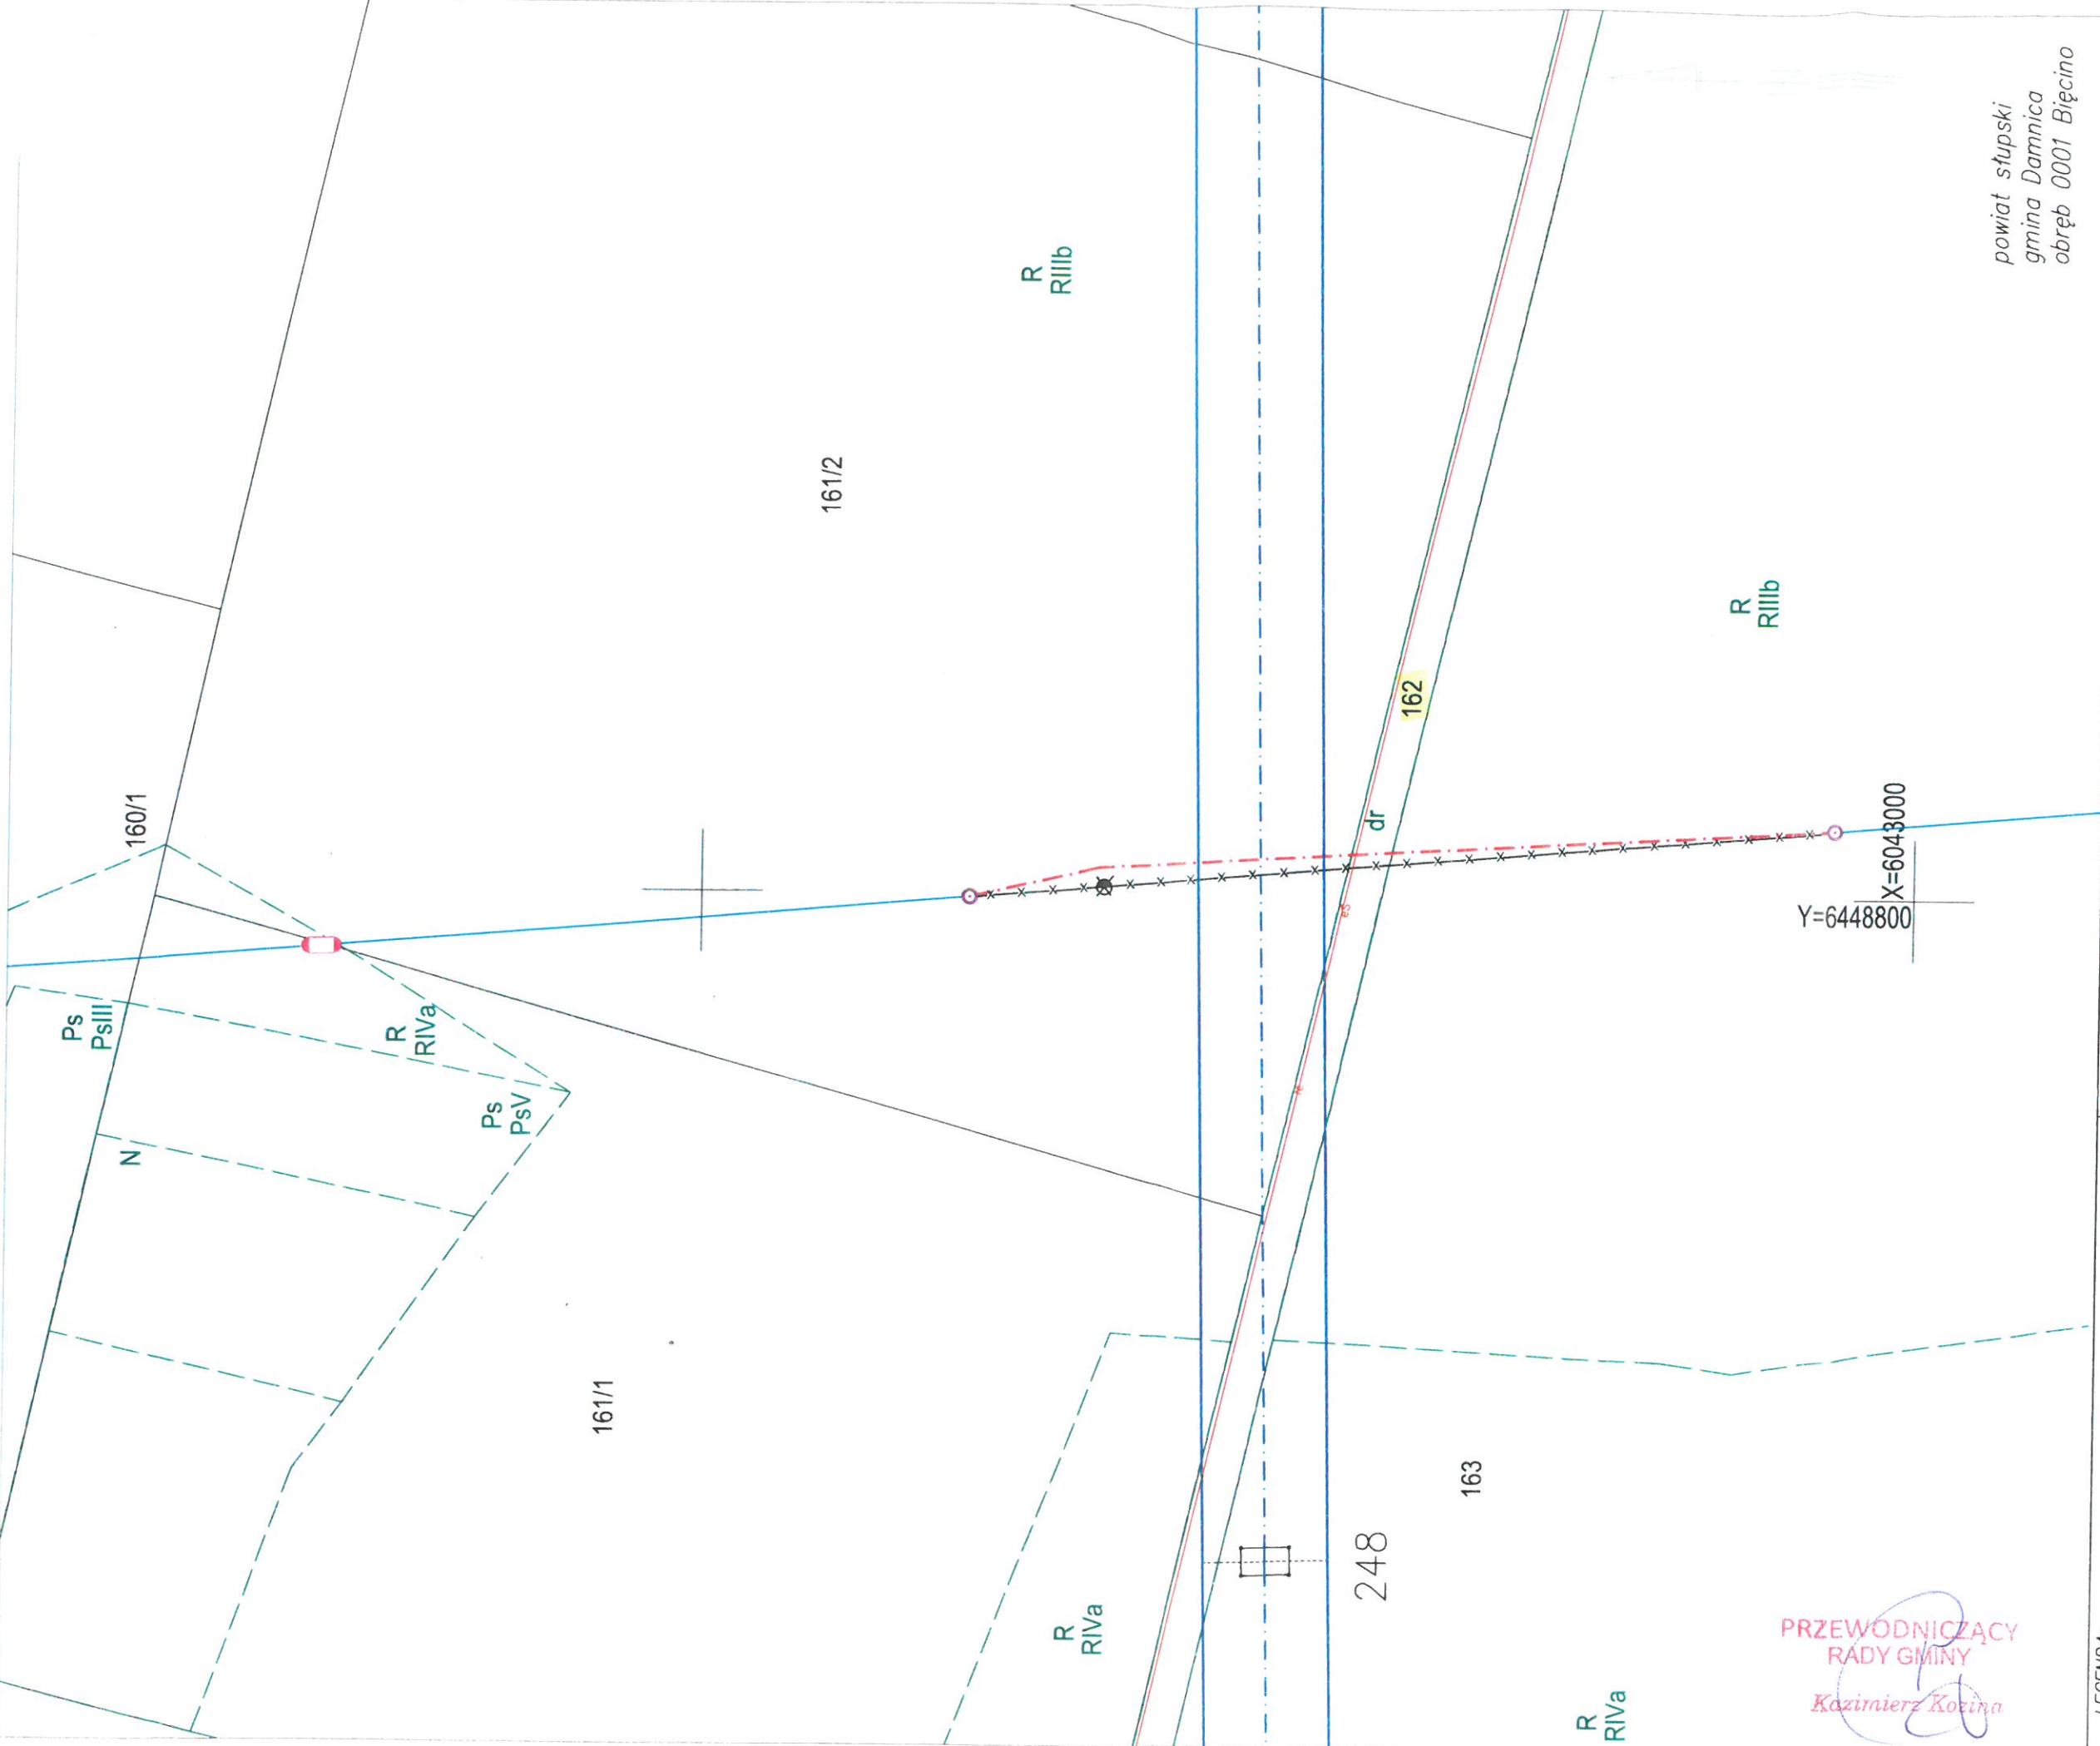 powiat słupski
gmina Damnica
obręb 0001 Bięcino
160/1
Ps
PsIII
N
R
RIVa
Ps
PsV
161/2
R
RIIIb
161/1
162
dr
eS
R
RIIIb
X=6043000
Y=6448800
163
248
R
RIVa
R
RIVa
PRZEWODNICZĄCY
RADY GMINY
Kazimierz Kozina